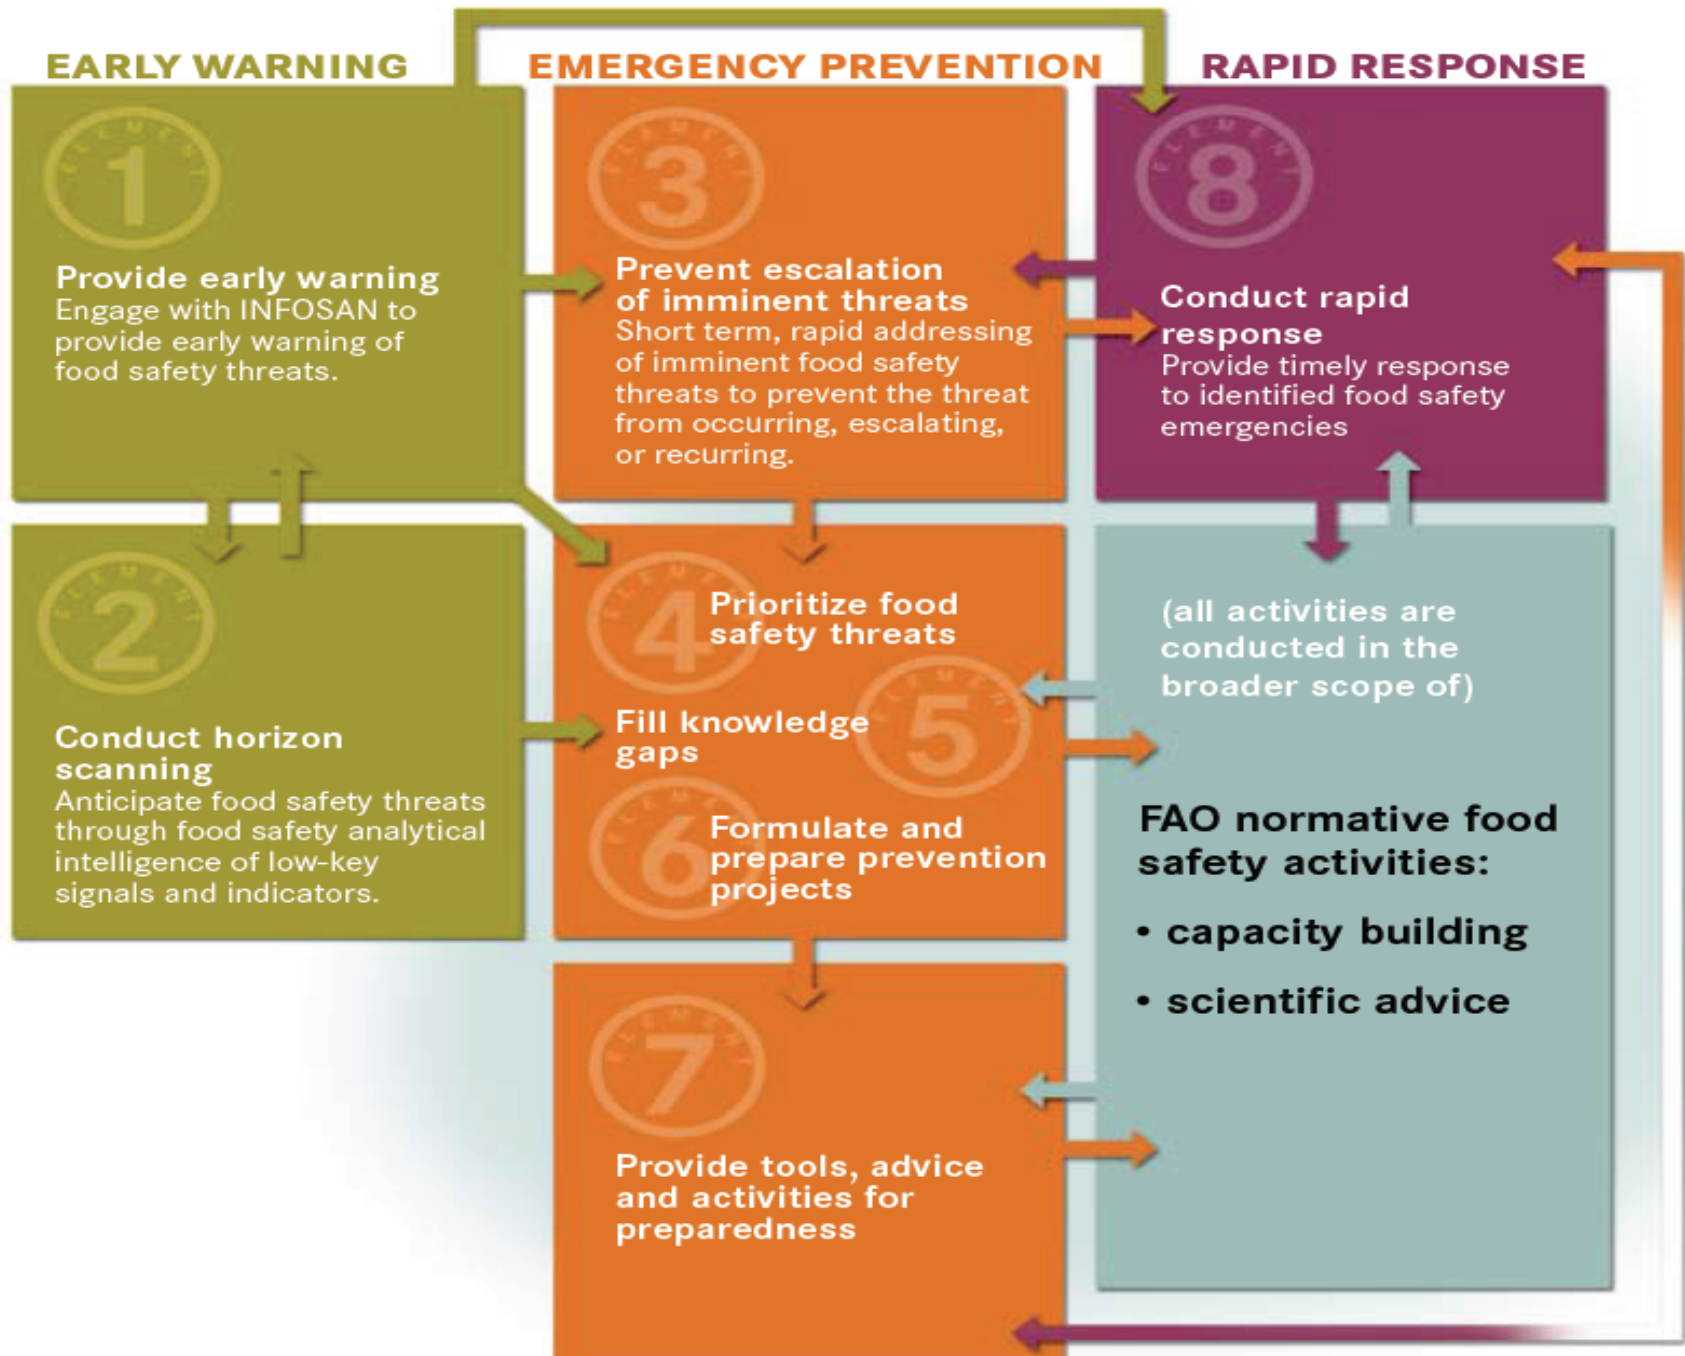 EARLY WARNING
EMERGENCY PREVENTION
RAPID RESPONSE
ELEMENT
1
Provide early warning
Engage with INFOSAN to
provide early warning of
food safety threats.
ELEMENT
2
Conduct horizon
scanning
Anticipate food safety threats
through food safety analytical
intelligence of low-key
signals and indicators.
ELEMENT
3
Prevent escalation
of imminent threats
Short term, rapid addressing
of imminent food safety
threats to prevent the threat
from occurring, escalating,
or recurring.
ELEMENT
4
Prioritize food
safety threats
ELEMENT
5
Fill knowledge
gaps
ELEMENT
6
Formulate and
prepare prevention
projects
ELEMENT
7
Provide tools, advice
and activities for
preparedness
ELEMENT
8
Conduct rapid
response
Provide timely response
to identified food safety
emergencies
(all activities are
conducted in the
broader scope of)
FAO normative food
safety activities:
• capacity building
• scientific advice